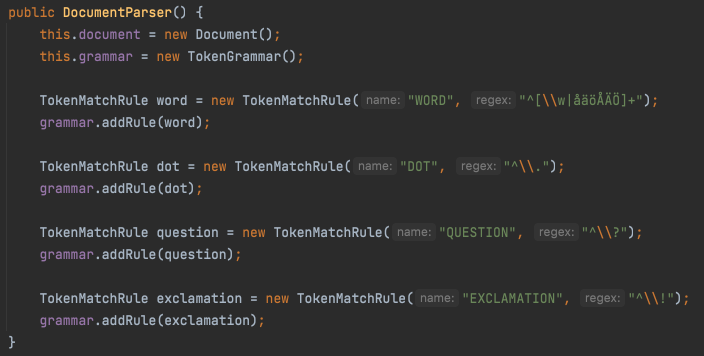 public DocumentParser() {
this.document = new Document();
this.grammar = new TokenGrammar();
TokenMatchRule word = new TokenMatchRule( name: "WORD", regex: "^[\\w|åäöÅÄÖ]+");
grammar.addRule(word);
TokenMatchRule dot = new TokenMatchRule( name: "DOT", regex: "^\\.");
grammar.addRule(dot);
TokenMatchRule question = new TokenMatchRule( name: "QUESTION", regex: "^\\?");
grammar.addRule(question);
TokenMatchRule exclamation = new TokenMatchRule( name: "EXCLAMATION", regex: "^\\!");
grammar.addRule(exclamation);
}